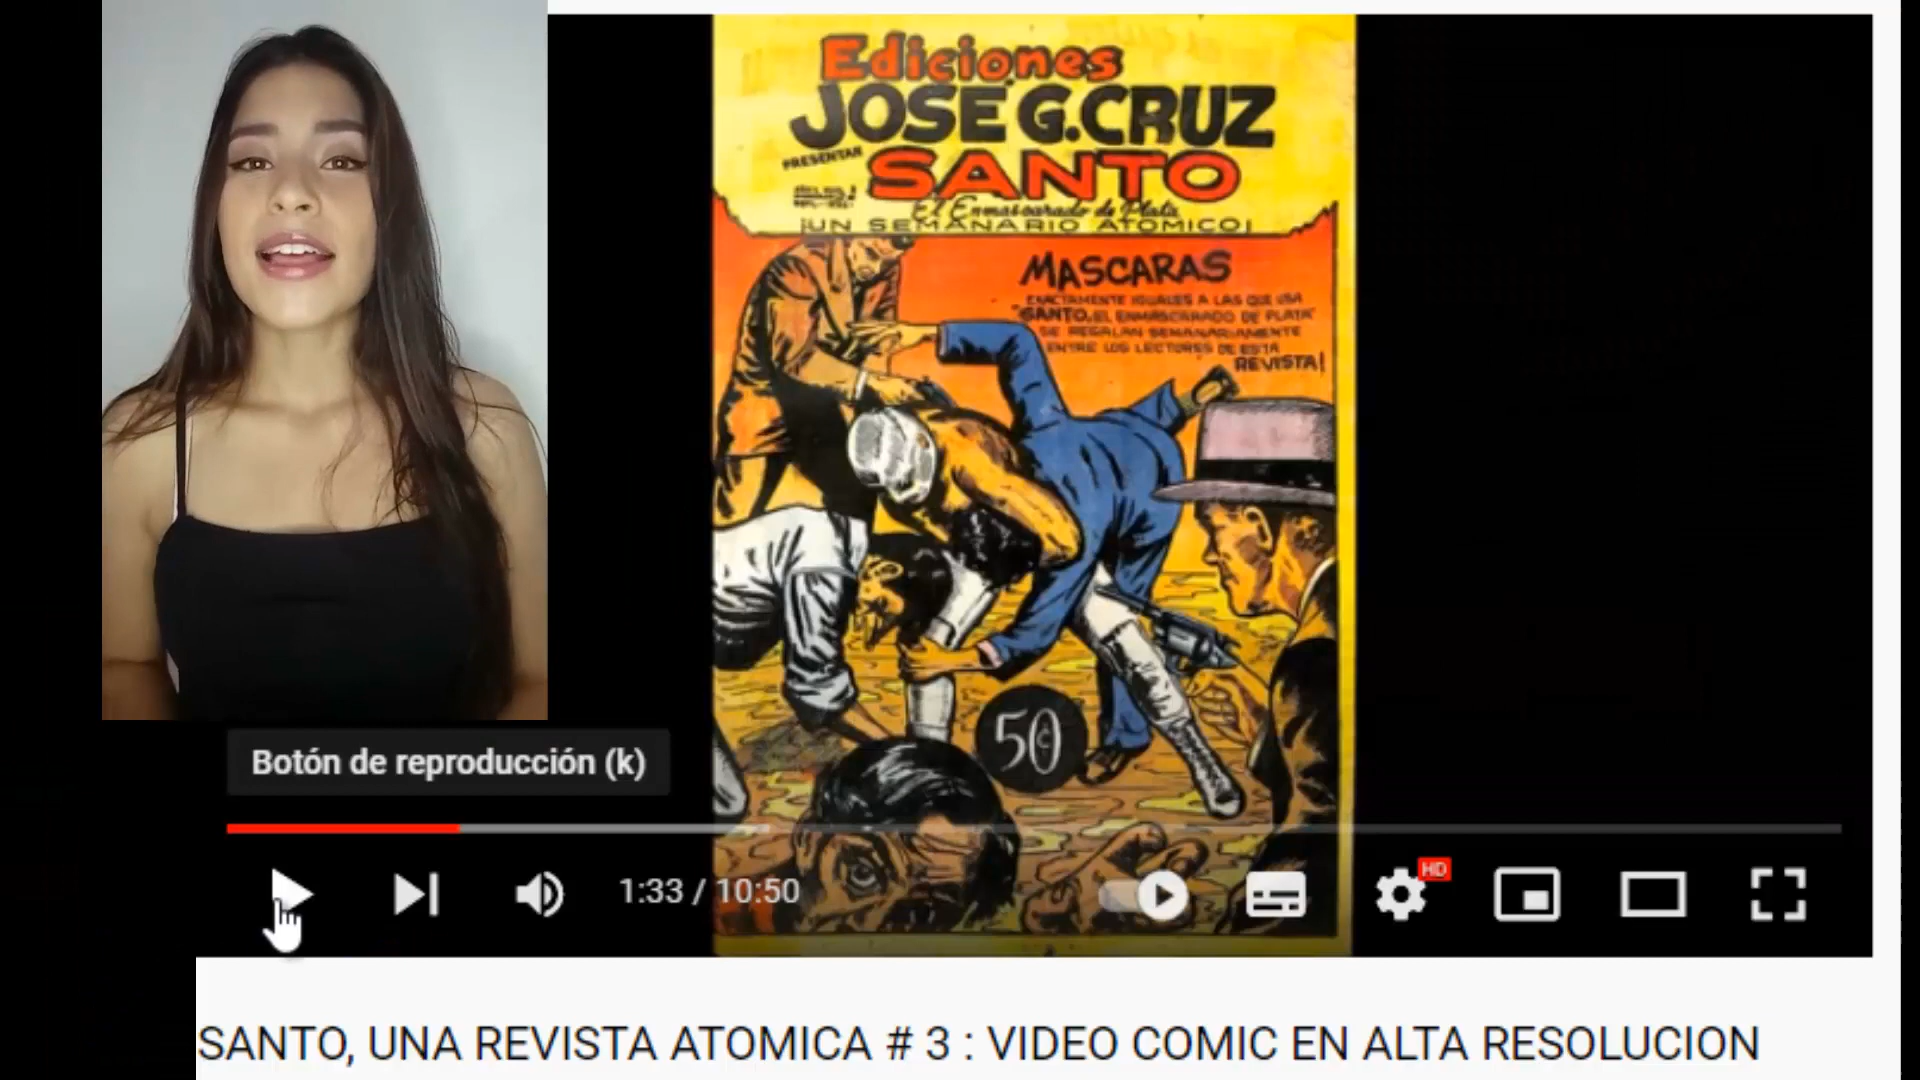 Ediciones
JOSE G. CRUZ
PRESENTAN
SANTO
El Enmascarado de Plata
¡UN SEMANARIO ATOMICO¡
MASCARAS
EXACTAMENTE IGUALES A LAS QUE USA
"SANTO, EL ENMASCARADO DE PLATA"
SE REGALAN SEMANARIAMENTE
ENTRE LOS LECTORES DE ESTA
REVISTA!
50¢
Botón de reproducción (k)
1:33 / 10:50
HD
SANTO, UNA REVISTA ATOMICA # 3 : VIDEO COMIC EN ALTA RESOLUCION